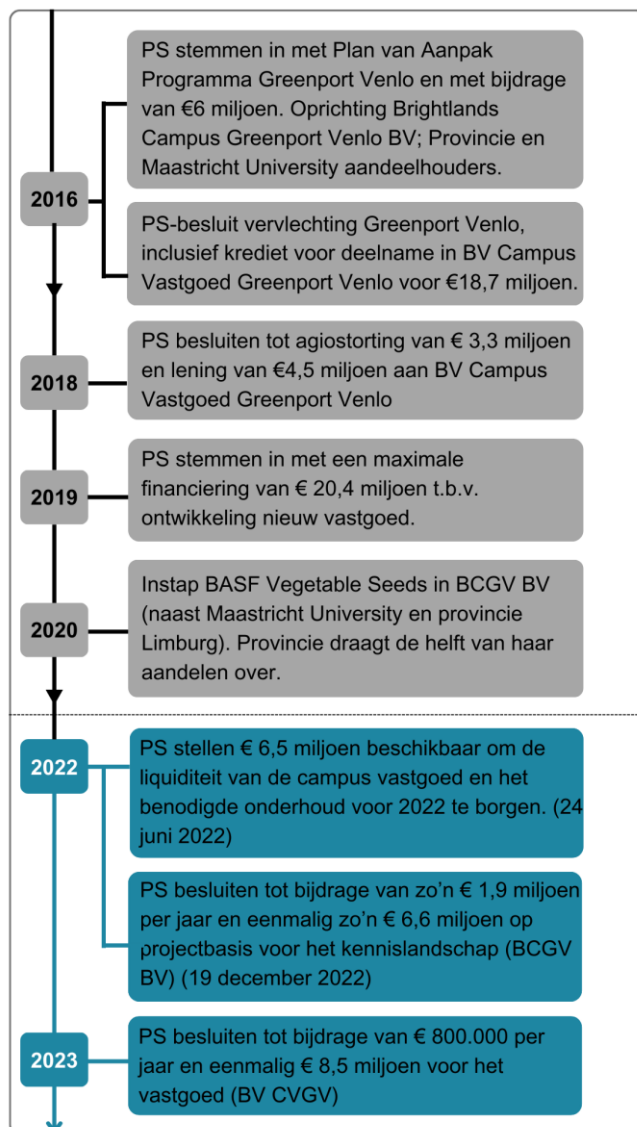 PS stemmen in met Plan van Aanpak
Programma Greenport Venlo en met bijdrage
van €6 miljoen. Oprichting Brightlands
Campus Greenport Venlo BV; Provincie en
Maastricht University aandeelhouders.
2016
PS-besluit vervlechting Greenport Venlo,
inclusief krediet voor deelname in BV Campus
Vastgoed Greenport Venlo voor €18,7 miljoen.
2018
PS besluiten tot agiostorting van € 3,3 miljoen
en lening van €4,5 miljoen aan BV Campus
Vastgoed Greenport Venlo
2019
PS stemmen in met een maximale
financiering van € 20,4 miljoen t.b.v.
ontwikkeling nieuw vastgoed.
2020
Instap BASF Vegetable Seeds in BCGV BV
(naast Maastricht University en provincie
Limburg). Provincie draagt de helft van haar
aandelen over.
2022
PS stellen € 6,5 miljoen beschikbaar om de
liquiditeit van de campus vastgoed en het
benodigde onderhoud voor 2022 te borgen. (24
juni 2022)
PS besluiten tot bijdrage van zo’n € 1,9 miljoen
per jaar en eenmalig zo’n € 6,6 miljoen op
projectbasis voor het kennislandschap (BCGV
BV) (19 december 2022)
2023
PS besluiten tot bijdrage van € 800.000 per
jaar en eenmalig € 8,5 miljoen voor het
vastgoed (BV CVGV)